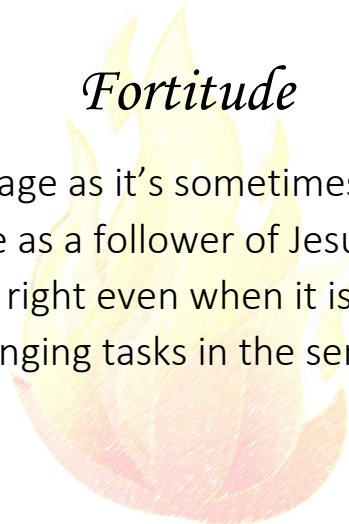 Fortitude
age as it’s sometimes
e as a follower of Jesu
right even when it is
nging tasks in the ser